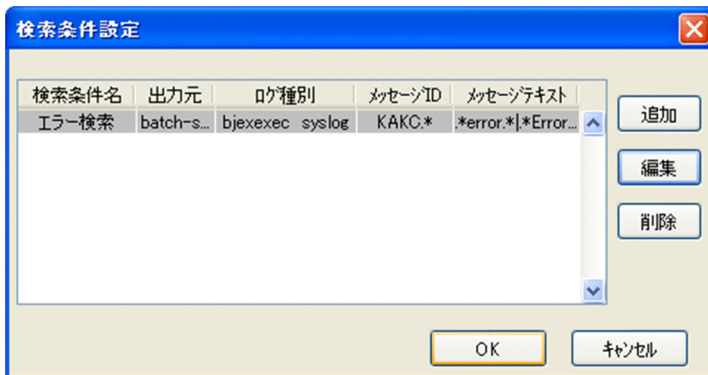 検索条件設定
検索条件名 出力元 ログ種別 メッセージID メッセージテキスト
エラー検索 batch-s... bjexexec syslog KAKC.* .*error.*|.*Error...
追加
編集
削除
OK キャンセル